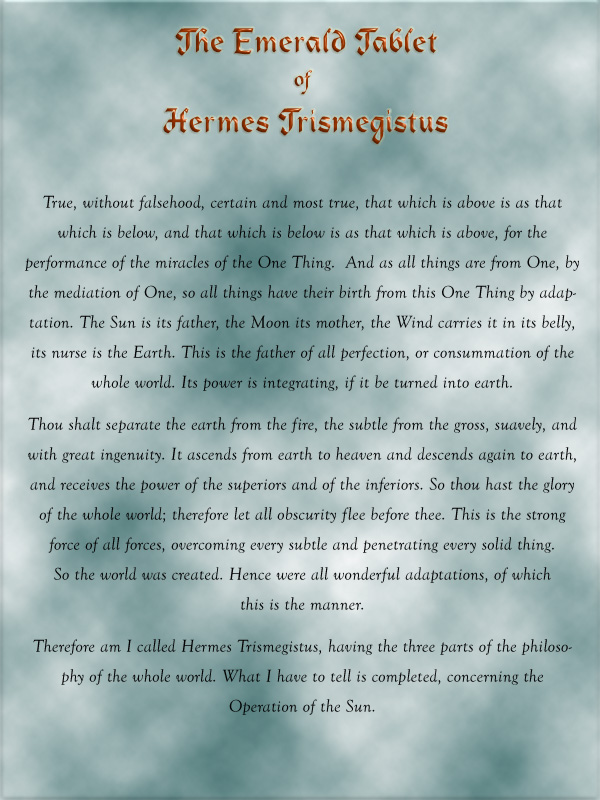 The Emerald Tablet
of
Hermes Trismegistus
True, without falsehood, certain and most true, that which is above is as that
which is below, and that which is below is as that which is above, for the
performance of the miracles of the One Thing.  And as all things are from One, by
the mediation of One, so all things have their birth from this One Thing by adap-
tation. The Sun is its father, the Moon its mother, the Wind carries it in its belly,
its nurse is the Earth. This is the father of all perfection, or consummation of the
whole world. Its power is integrating, if it be turned into earth.
Thou shalt separate the earth from the fire, the subtle from the gross, suavely, and
with great ingenuity. It ascends from earth to heaven and descends again to earth,
and receives the power of the superiors and of the inferiors. So thou hast the glory
of the whole world; therefore let all obscurity flee before thee. This is the strong
force of all forces, overcoming every subtle and penetrating every solid thing.
So the world was created. Hence were all wonderful adaptations, of which
this is the manner.
Therefore am I called Hermes Trismegistus, having the three parts of the philoso-
phy of the whole world. What I have to tell is completed, concerning the
Operation of the Sun.